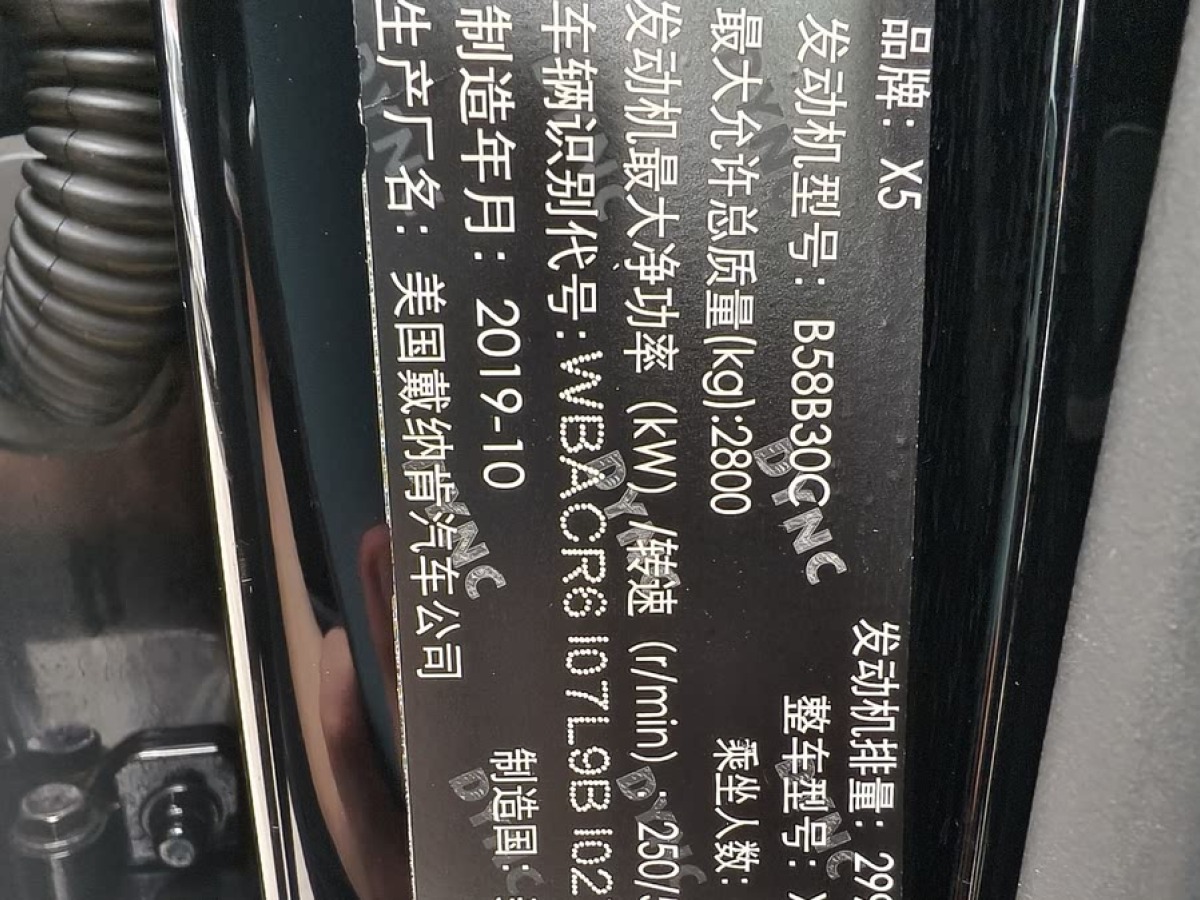 品牌: X5
发动机排量: 299
发动机型号: B58B30C
整车型号: X
最大允许总质量(kg):2800
乘坐人数:
发动机最大净功率 (kW) /转速 (r/min) : 250/5
车辆识别代号:WBACR6107L9B102
制造年月: 2019-10
制造国:
生产厂名: 美国戴纳肯汽车公司